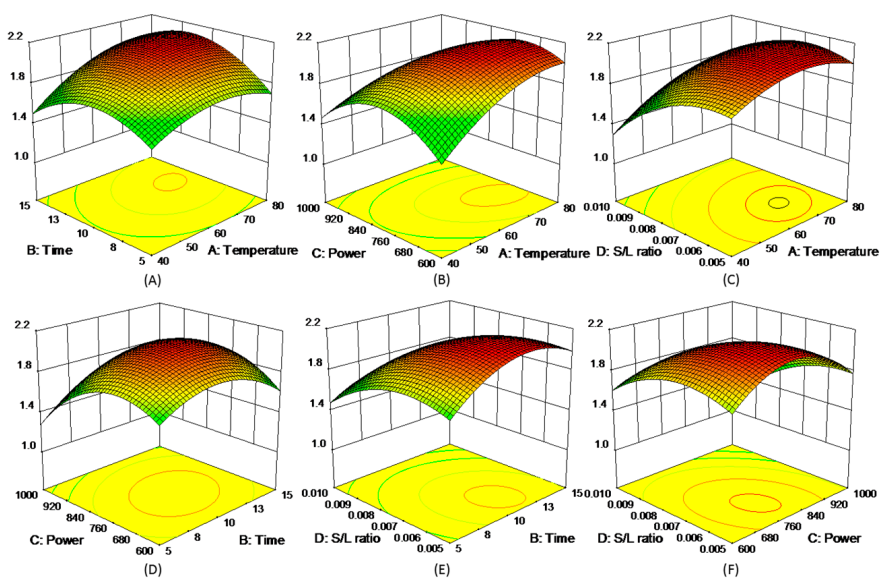 2.2 2.2 2.2
1.8 1.8 1.8
1.4 1.4 1.4
1.0 1.0 1.0
15 80 1000 80 0.010 80
13 70 920 70 0.009 70
10 60 840 60 0.008 60
8 50 760 50 0.007 50
5 40 680 0.006
600 40 0.005 40
B: Time A: Temperature C: Power A: Temperature D: S/L ratio A: Temperature
(A) (B) (C)
2.2 2.2 2.2
1.8 1.8 1.8
1.4 1.4 1.4
1.0 1.0 1.0
1000 15 0.010 15 0.010 1000
920 13 0.009 13 0.009 920
840 10 0.008 10 0.008 840
760 8 0.007 8 0.007 760
680 0.006 0.006 680
600 5 0.005 5 0.005 600
C: Power B: Time D: S/L ratio B: Time D: S/L ratio C: Power
(D) (E) (F)